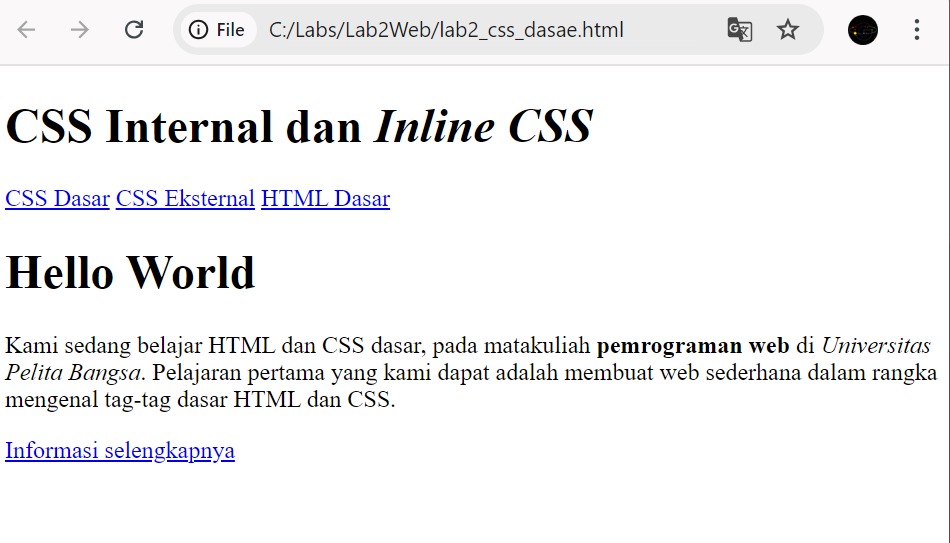 File C:/Labs/Lab2Web/lab2_css_dasae.html
CSS Internal dan Inline CSS
CSS Dasar CSS Eksternal HTML Dasar
Hello World
Kami sedang belajar HTML dan CSS dasar, pada matakuliah pemrograman web di Universitas
Pelita Bangsa. Pelajaran pertama yang kami dapat adalah membuat web sederhana dalam rangka
mengenal tag-tag dasar HTML dan CSS.
Informasi selengkapnya